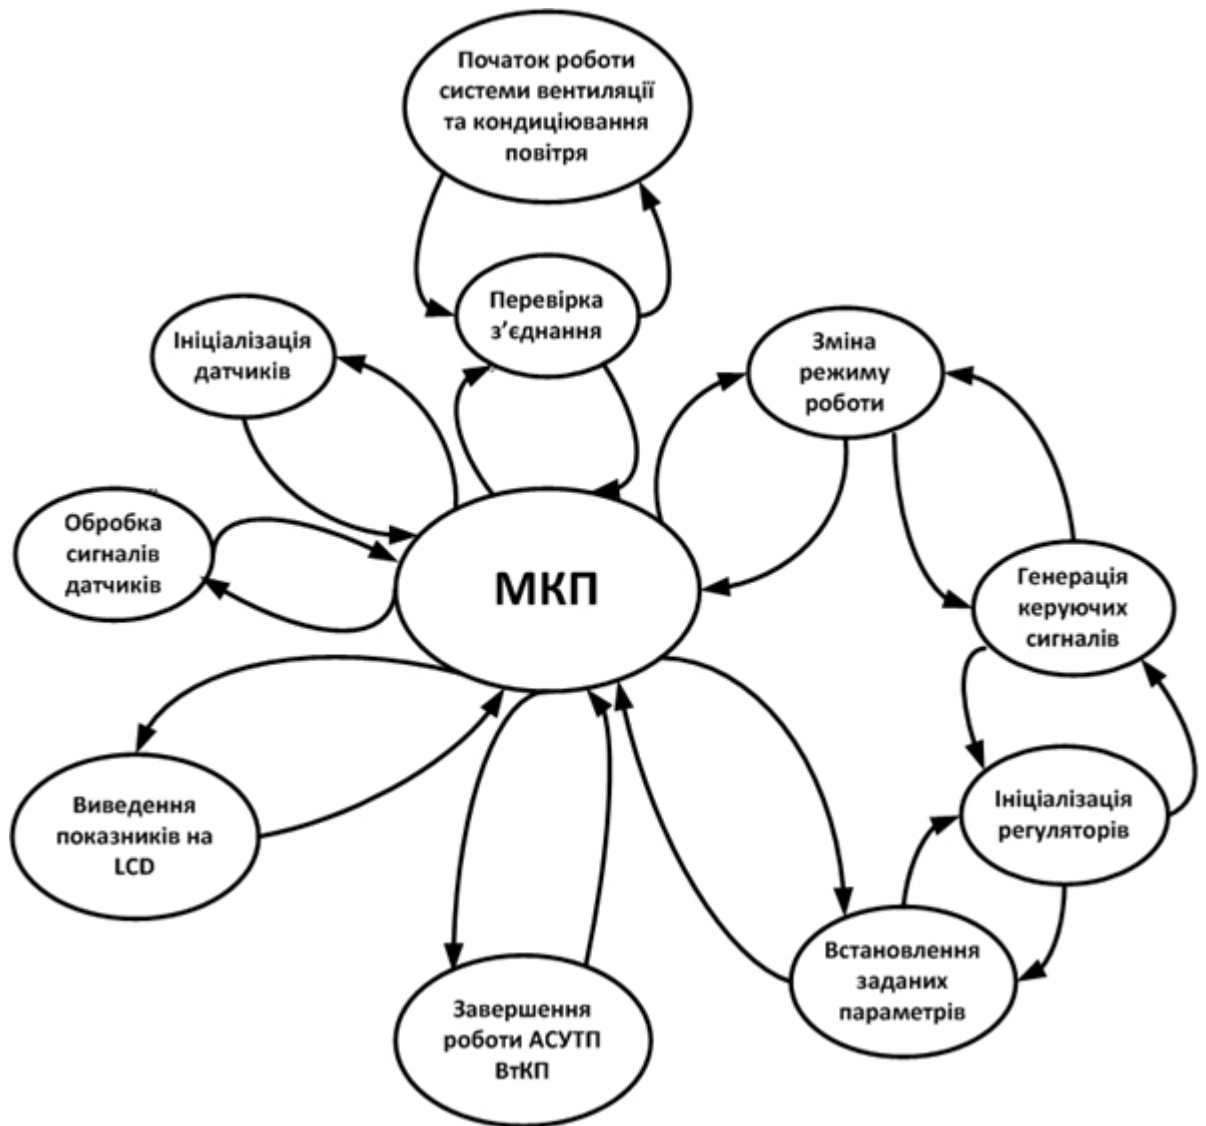 Початок роботи
системи вентиляції
та кондиціювання
повітря
Перевірка
з’єднання
Ініціалізація
датчиків
Зміна
режиму
роботи
Обробка
сигналів
датчиків
МКП
Генерація
керуючих
сигналів
Виведення
показників на
LCD
Ініціалізація
регуляторів
Встановлення
заданих
параметрів
Завершення
роботи АСУТП
ВтКП